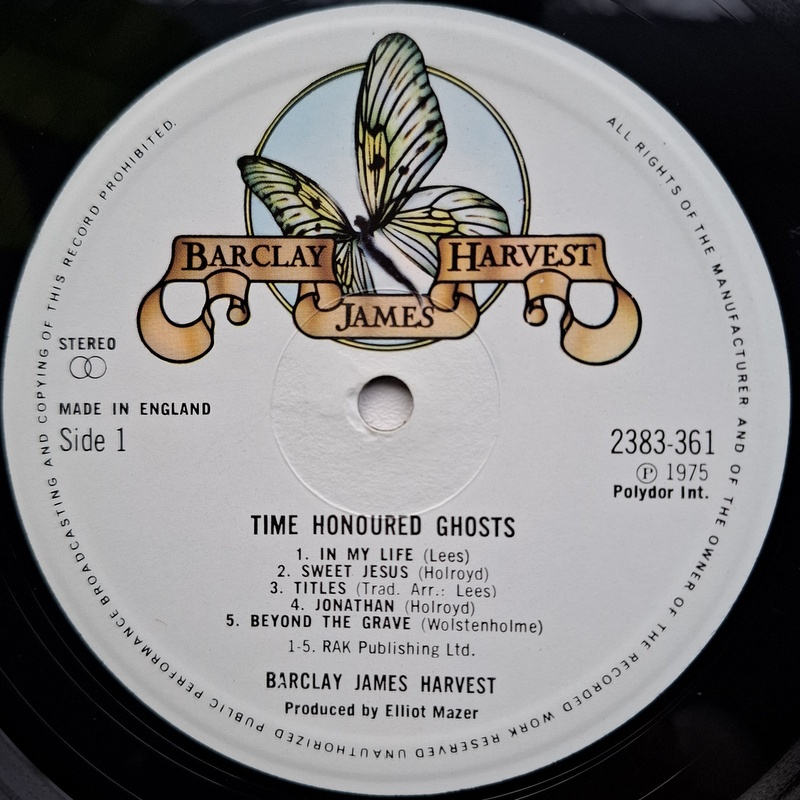 BARCLAY
JAMES
HARVEST
STEREO
MADE IN ENGLAND
Side 1
2383-361
Ⓟ 1975
Polydor Int.
TIME HONOURED GHOSTS
1. IN MY LIFE (Lees)
2. SWEET JESUS (Holroyd)
3. TITLES (Trad. Arr.: Lees)
4. JONATHAN (Holroyd)
5. BEYOND THE GRAVE (Wolstenholme)
1-5. RAK Publishing Ltd.
BARCLAY JAMES HARVEST
Produced by Elliot Mazer
ALL RIGHTS OF THE MANUFACTURER AND OF THE OWNER OF THE RECORDED WORK RESERVED UNAUTHORIZED PUBLIC PERFORMANCE BROADCASTING AND COPYING OF THIS RECORD PROHIBITED.